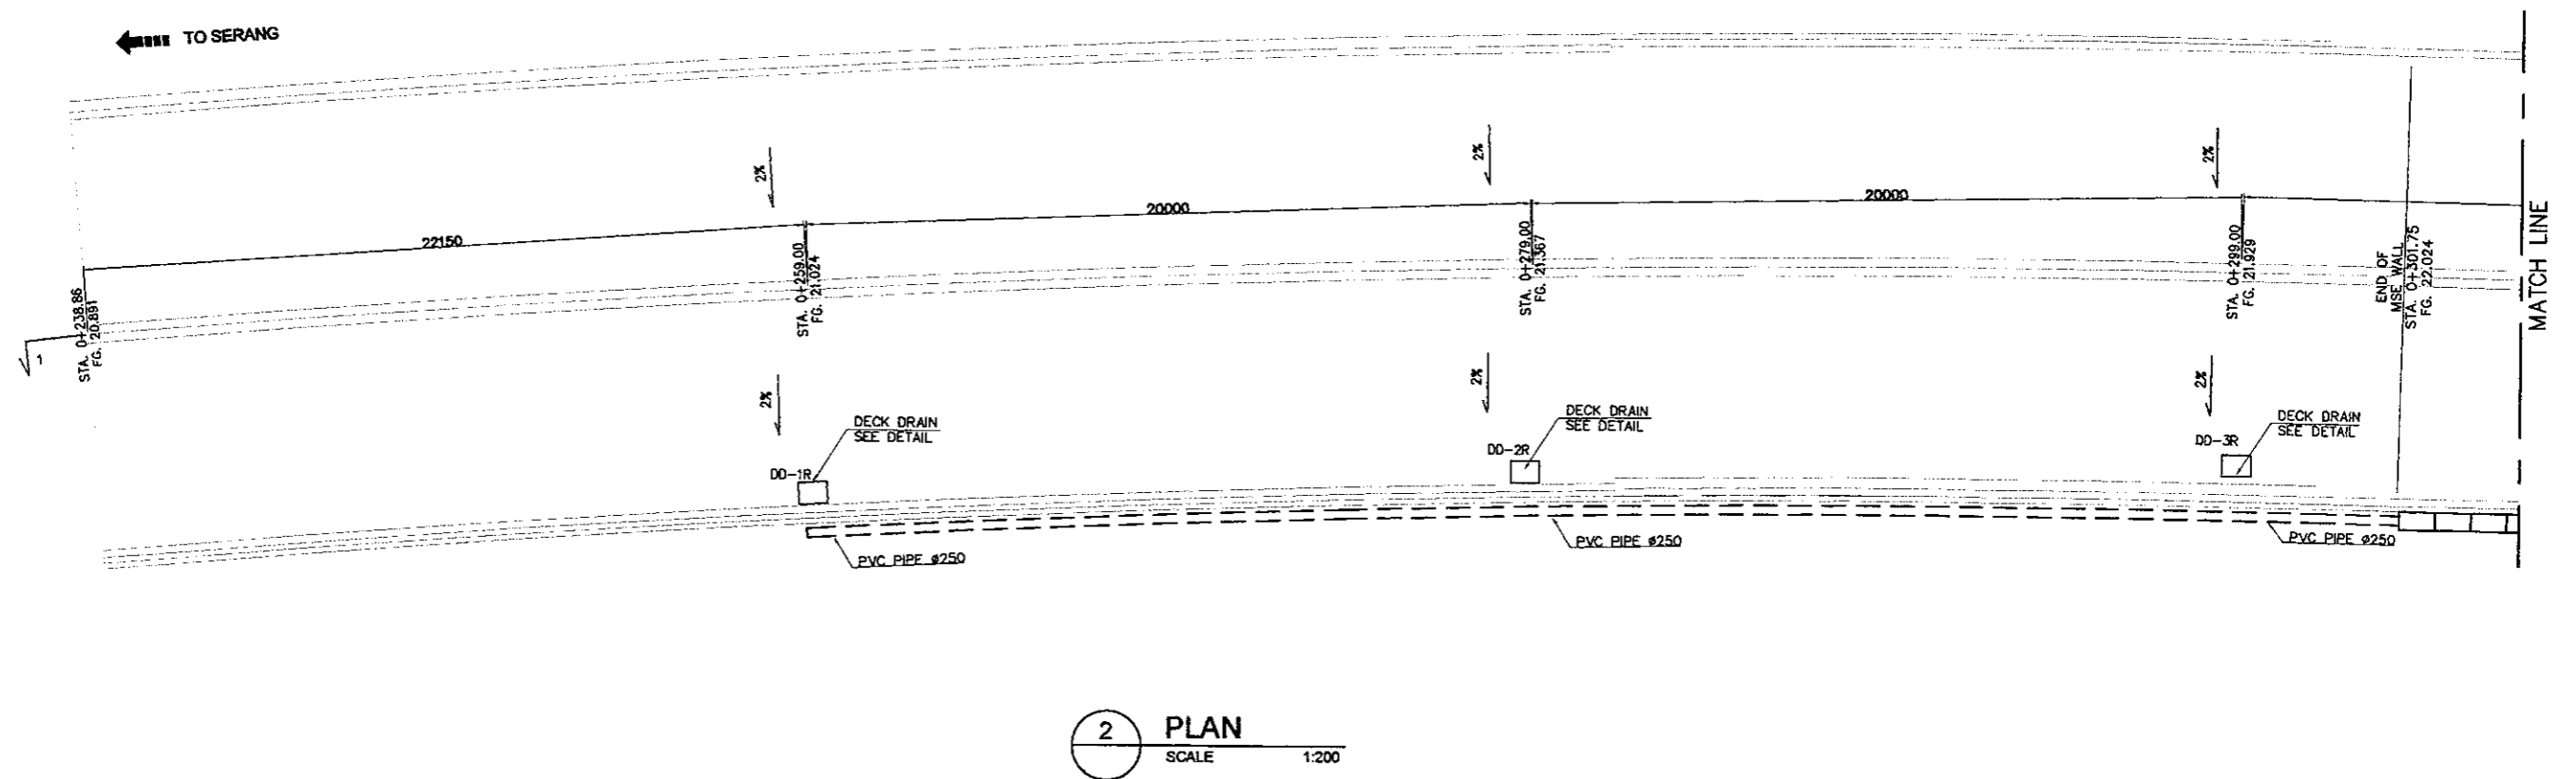 TO SERANG
2%
2%
2%
22150
20000
20000
STA. 0+238.86
FG. 20.891
STA. 0+259.00
FG. 21.024
STA. 0+279.00
FG. 21.367
STA. 0+299.00
FG. 21.929
END OF
MSE WALL
STA. 0+301.75
FG. 22.024
MATCH LINE
1
2%
2%
2%
DECK DRAIN
SEE DETAIL
DD-1R
DECK DRAIN
SEE DETAIL
DD-2R
DECK DRAIN
SEE DETAIL
DD-3R
PVC PIPE ø250
PVC PIPE ø250
PVC PIPE ø250
2 PLAN
SCALE 1:200